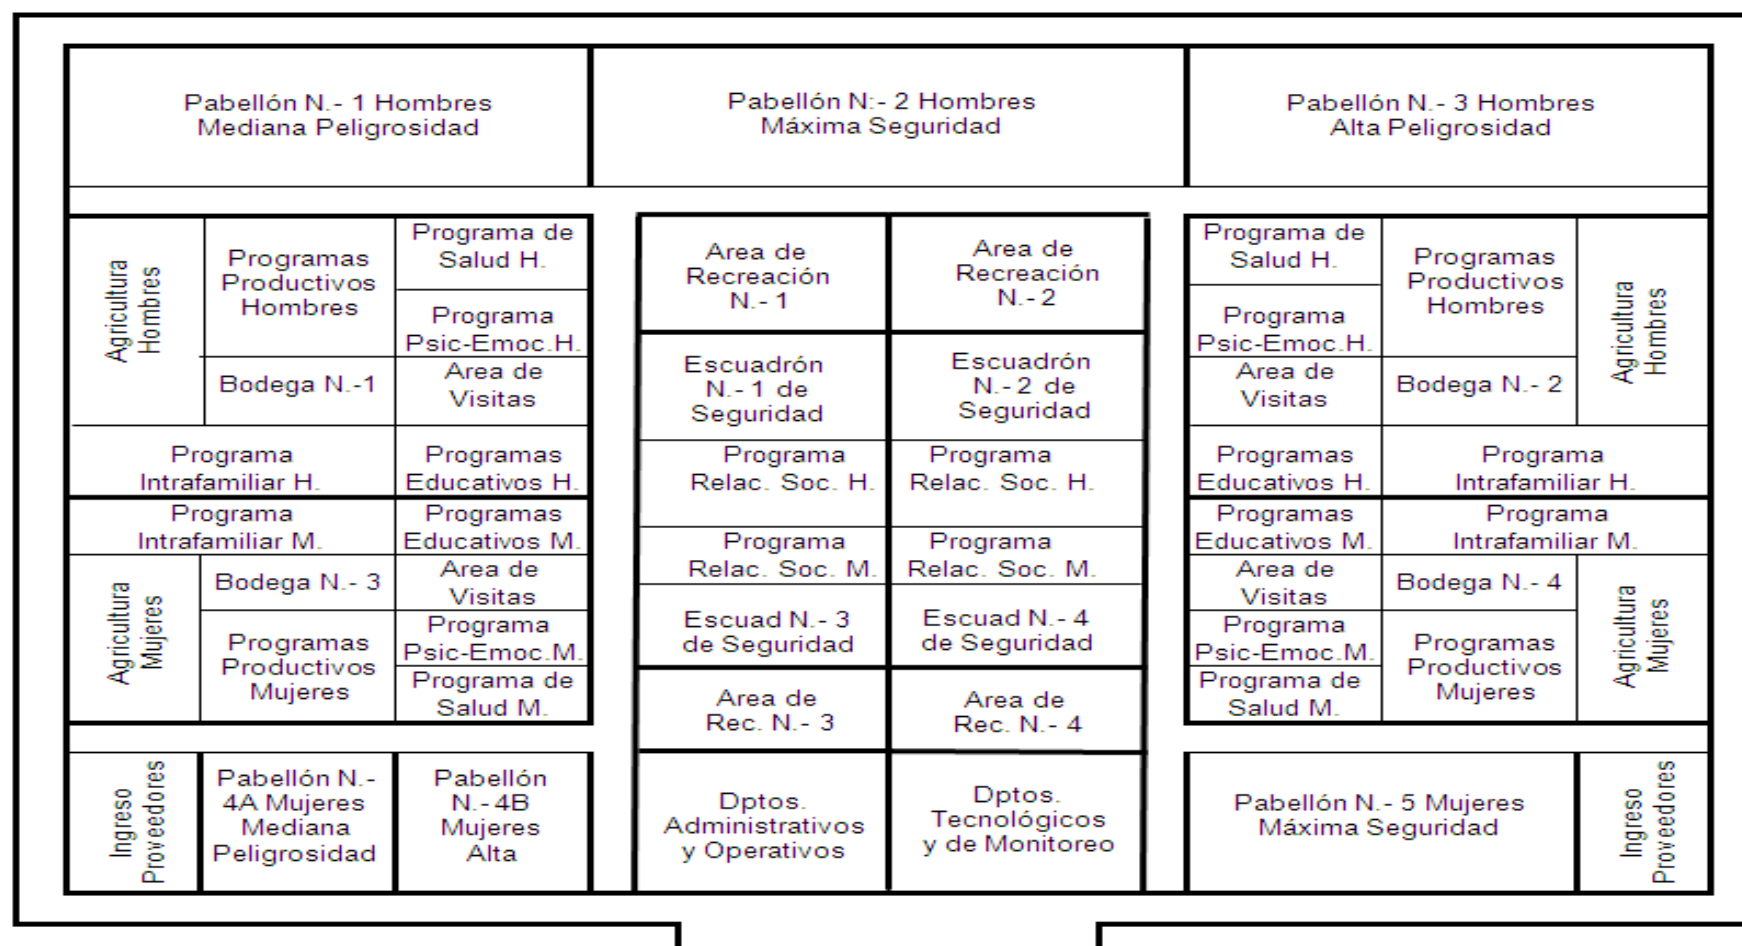 Pabellón N.- 1 Hombres
Mediana Peligrosidad
Pabellón N:- 2 Hombres
Máxima Seguridad
Pabellón N.- 3 Hombres
Alta Peligrosidad
Agricultura
Hombres
Programas
Productivos
Hombres
Bodega N.-1
Programa de
Salud H.
Programa
Psic-Emoc.H.
Area de
Visitas
Programa
Intrafamiliar H.
Programas
Educativos H.
Programa
Intrafamiliar M.
Programas
Educativos M.
Agricultura
Mujeres
Bodega N.- 3
Programas
Productivos
Mujeres
Area de
Visitas
Programa
Psic-Emoc.M.
Programa de
Salud M.
Area de
Recreación
N.- 1
Area de
Recreación
N.- 2
Escuadrón
N.- 1 de
Seguridad
Escuadrón
N.- 2 de
Seguridad
Programa
Relac. Soc. H.
Programa
Relac. Soc. H.
Programa
Relac. Soc. M.
Programa
Relac. Soc. M.
Escuad N.- 3
de Seguridad
Escuad N.- 4
de Seguridad
Area de
Rec. N.- 3
Area de
Rec. N.- 4
Programa de
Salud H.
Programa
Psic-Emoc.H.
Area de
Visitas
Programas
Productivos
Hombres
Bodega N.- 2
Agricultura
Hombres
Programas
Educativos H.
Programa
Intrafamiliar H.
Programas
Educativos M.
Programa
Intrafamiliar M.
Area de
Visitas
Programa
Psic-Emoc.M.
Programa de
Salud M.
Bodega N.- 4
Programas
Productivos
Mujeres
Agricultura
Mujeres
Ingreso
Proveedores
Pabellón N.-
4A Mujeres
Mediana
Peligrosidad
Pabellón
N.- 4B
Mujeres
Alta
Dptos.
Administrativos
y Operativos
Dptos.
Tecnológicos
y de Monitoreo
Pabellón N.- 5 Mujeres
Máxima Seguridad
Ingreso
Proveedores